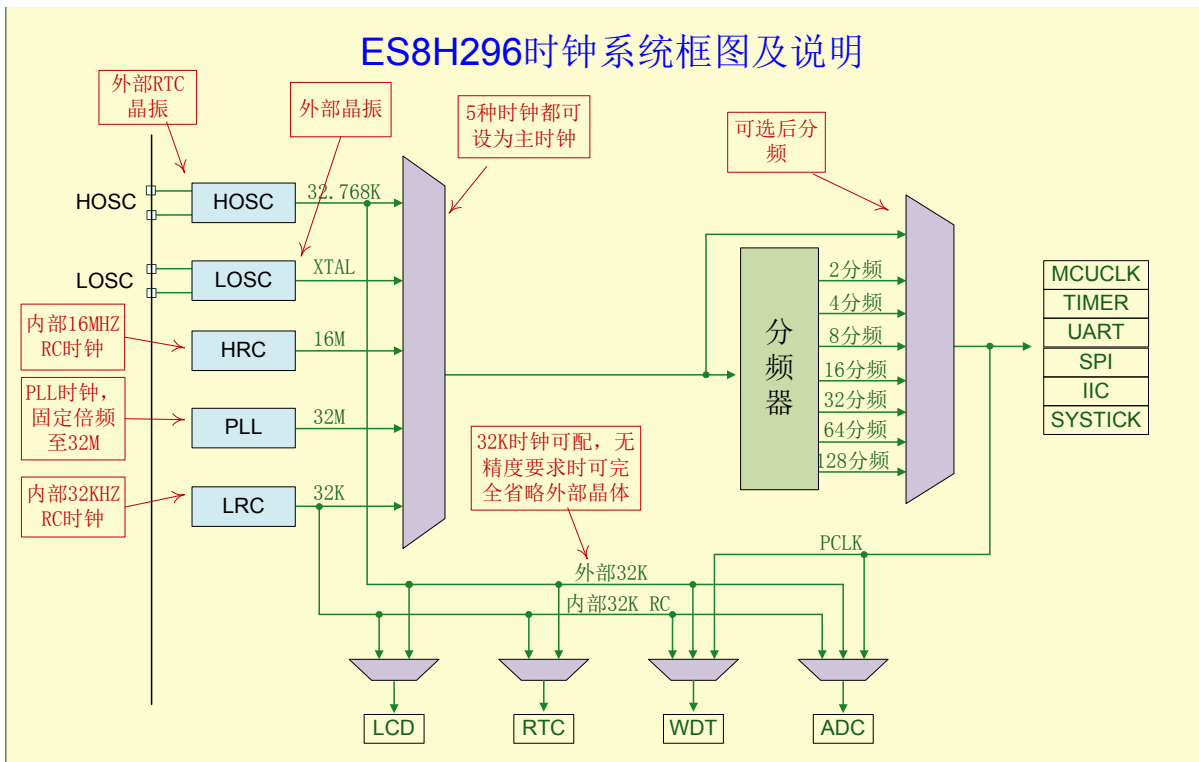 ES8H296时钟系统框图及说明
外部RTC
晶振
外部晶振
5种时钟都可
设为主时钟
可选后分
频
HOSC
HOSC
32.768K
LOSC
LOSC
XTAL
内部16MHZ
RC时钟
HRC
16M
PLL时钟，
固定倍频
至32M
PLL
32M
内部32KHZ
RC时钟
LRC
32K
32K时钟可配，无
精度要求时可完
全省略外部晶体
分
频
器
2分频
4分频
8分频
16分频
32分频
64分频
128分频
MCUCLK
TIMER
UART
SPI
IIC
SYSTICK
PCLK
外部32K
内部32K RC
LCD
RTC
WDT
ADC